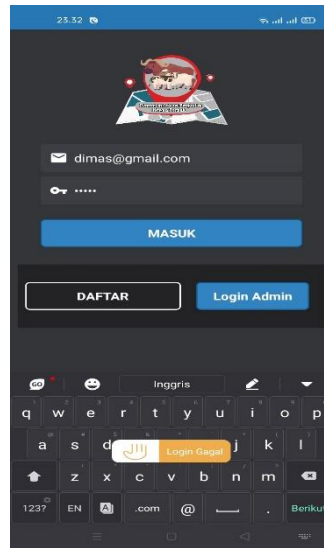 23.32
dimas@gmail.com
•••••
MASUK
DAFTAR
Login Admin
GO
Inggris
q w e r t y u i o p
a s d j k l
Login Gagal
z x c v b n m
123? EN A .com @ . Berikut